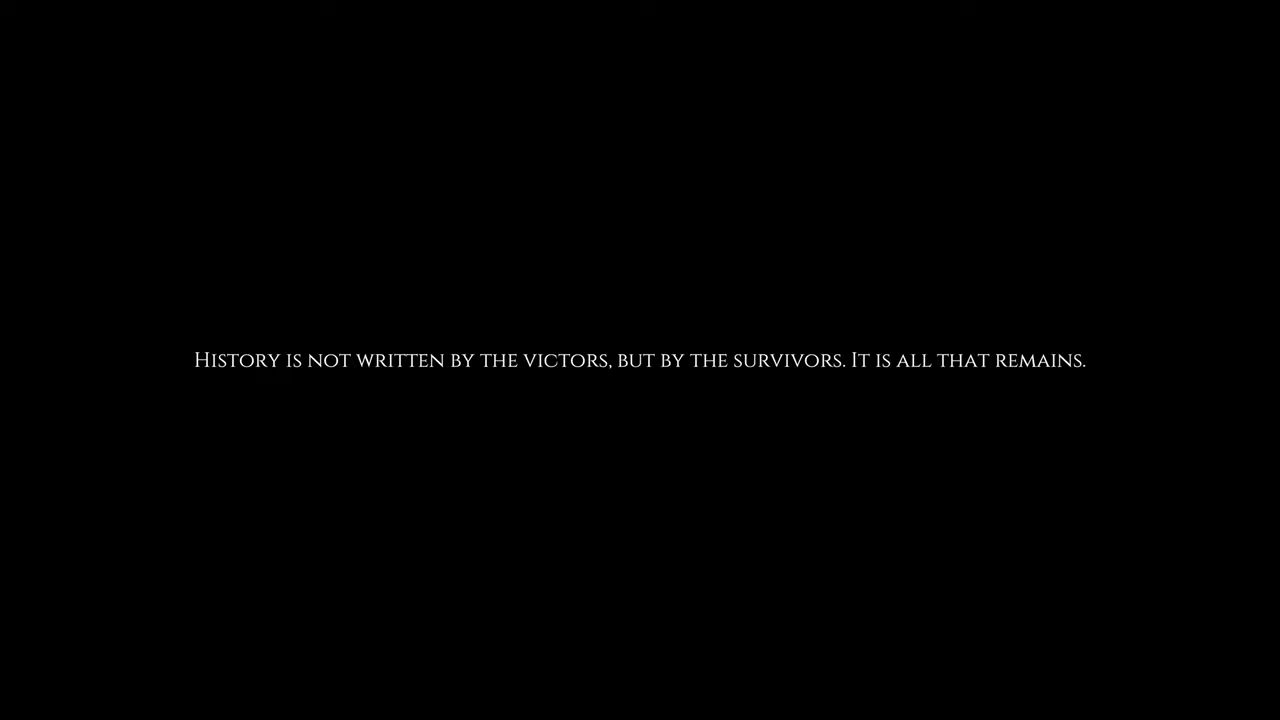 History is not written by the victors, but by the survivors. It is all that remains.